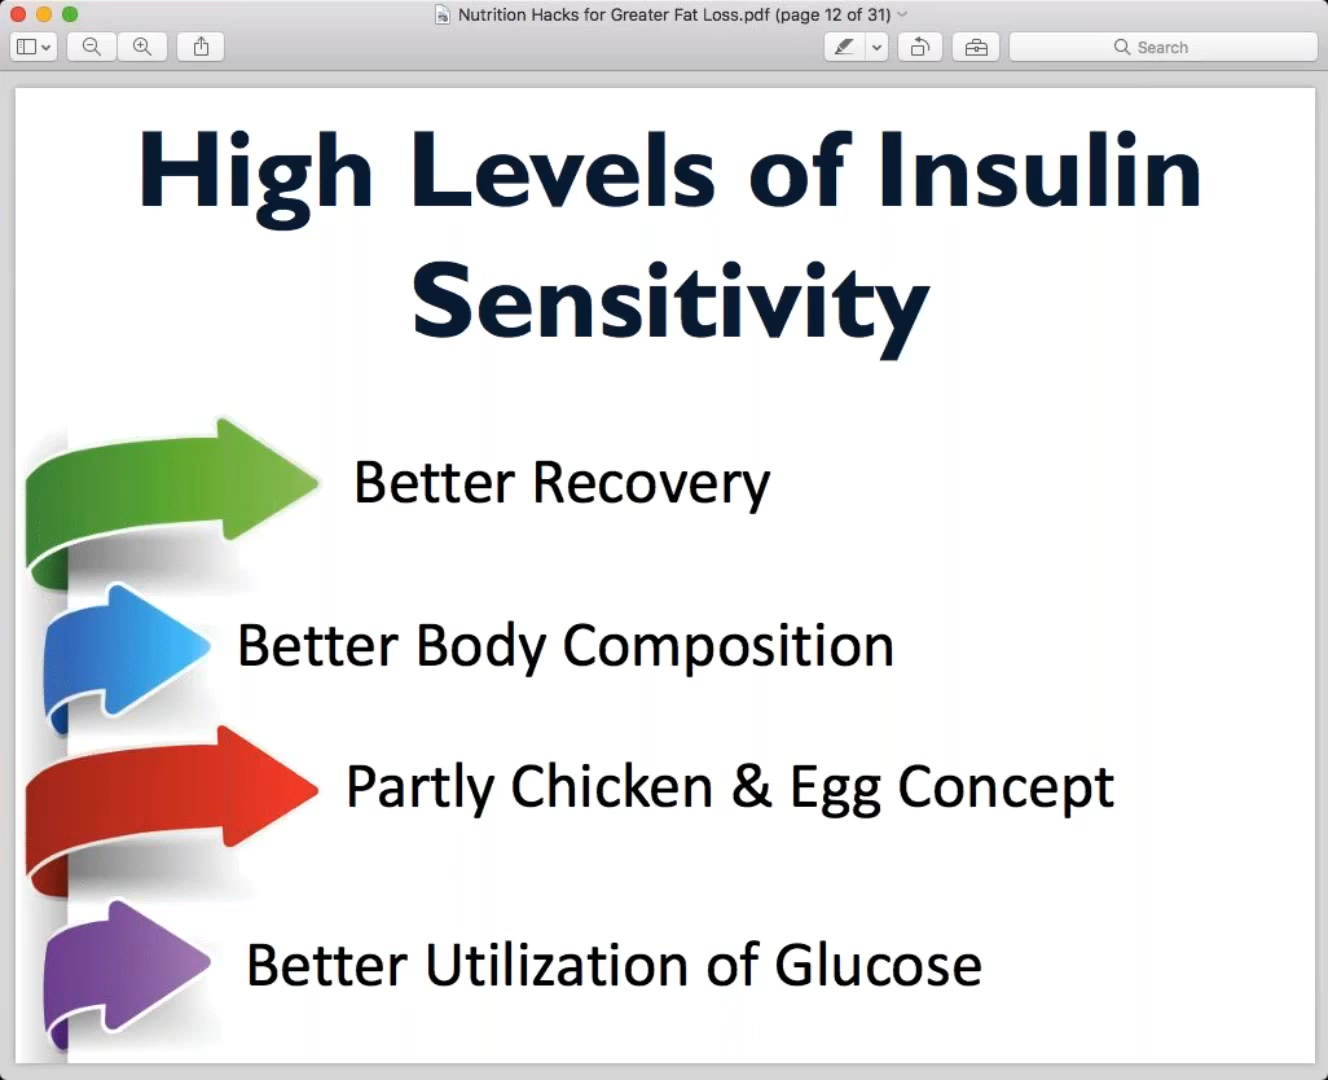 Nutrition Hacks for Greater Fat Loss.pdf (page 12 of 31)
Search
High Levels of Insulin
Sensitivity
Better Recovery
Better Body Composition
Partly Chicken & Egg Concept
Better Utilization of Glucose